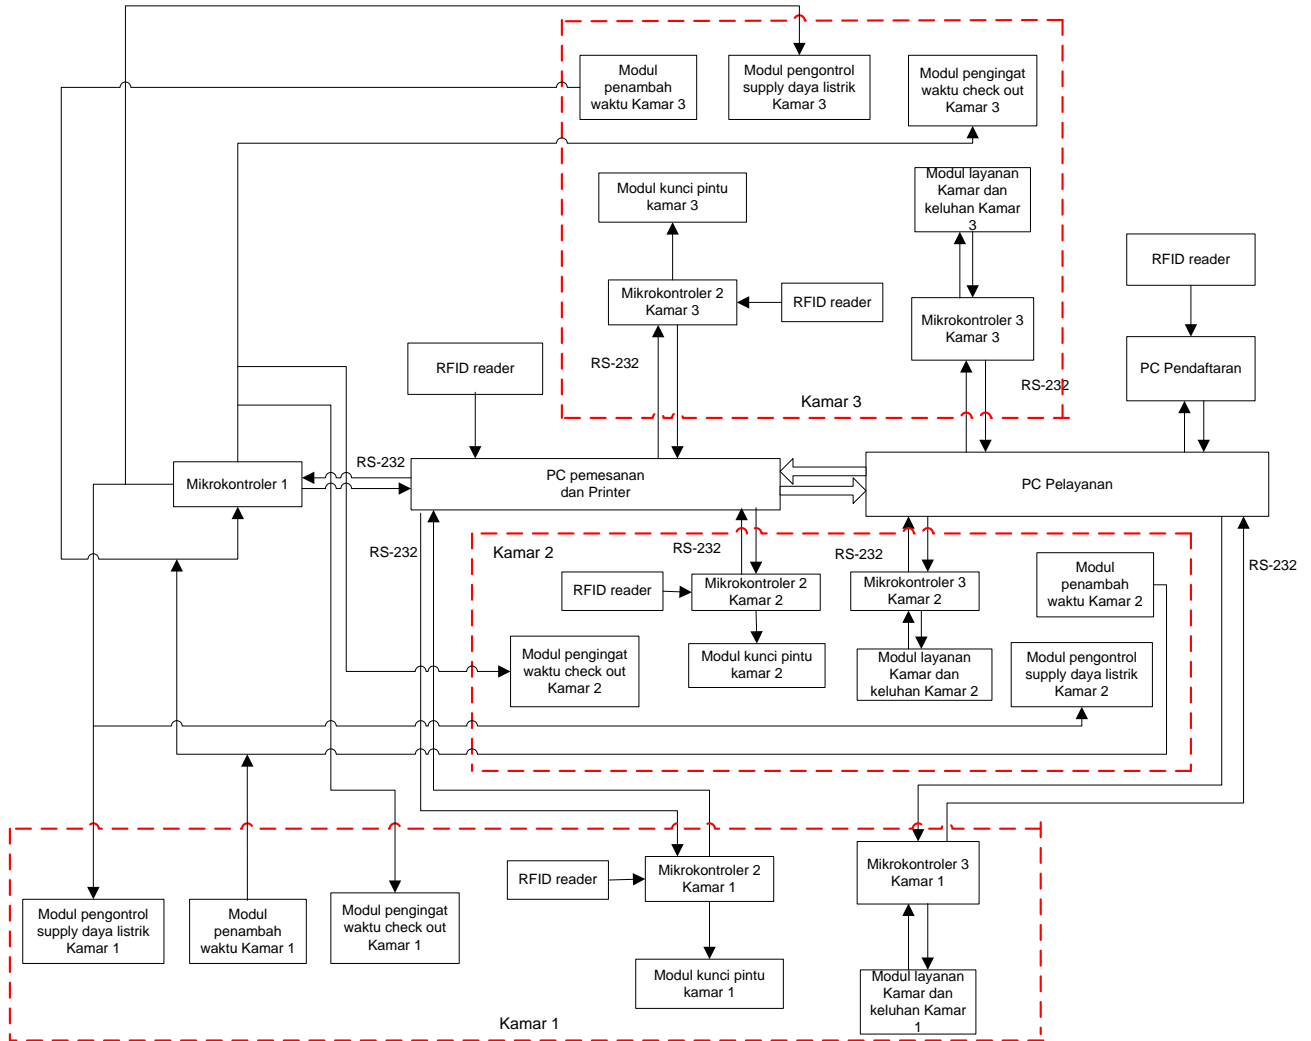 Modul
penambah
waktu Kamar 3
Modul pengontrol
supply daya listrik
Kamar 3
Modul pengingat
waktu check out
Kamar 3
Modul kunci pintu
kamar 3
Modul layanan
Kamar dan
keluhan Kamar
3
Mikrokontroler 2
Kamar 3
RFID reader
Mikrokontroler 3
Kamar 3
RS-232
RS-232
Kamar 3
RFID reader
PC Pendaftaran
RFID reader
RS-232
Mikrokontroler 1
PC pemesanan
dan Printer
PC Pelayanan
RS-232
Kamar 2
RS-232
RS-232
RS-232
RFID reader
Mikrokontroler 2
Kamar 2
Mikrokontroler 3
Kamar 2
Modul
penambah
waktu Kamar 2
Modul pengingat
waktu check out
Kamar 2
Modul kunci pintu
kamar 2
Modul layanan
Kamar dan
keluhan Kamar 2
Modul pengontrol
supply daya listrik
Kamar 2
RFID reader
Mikrokontroler 2
Kamar 1
Mikrokontroler 3
Kamar 1
Modul pengontrol
supply daya listrik
Kamar 1
Modul
penambah
waktu Kamar 1
Modul pengingat
waktu check out
Kamar 1
Modul kunci pintu
kamar 1
Modul layanan
Kamar dan
keluhan Kamar
1
Kamar 1